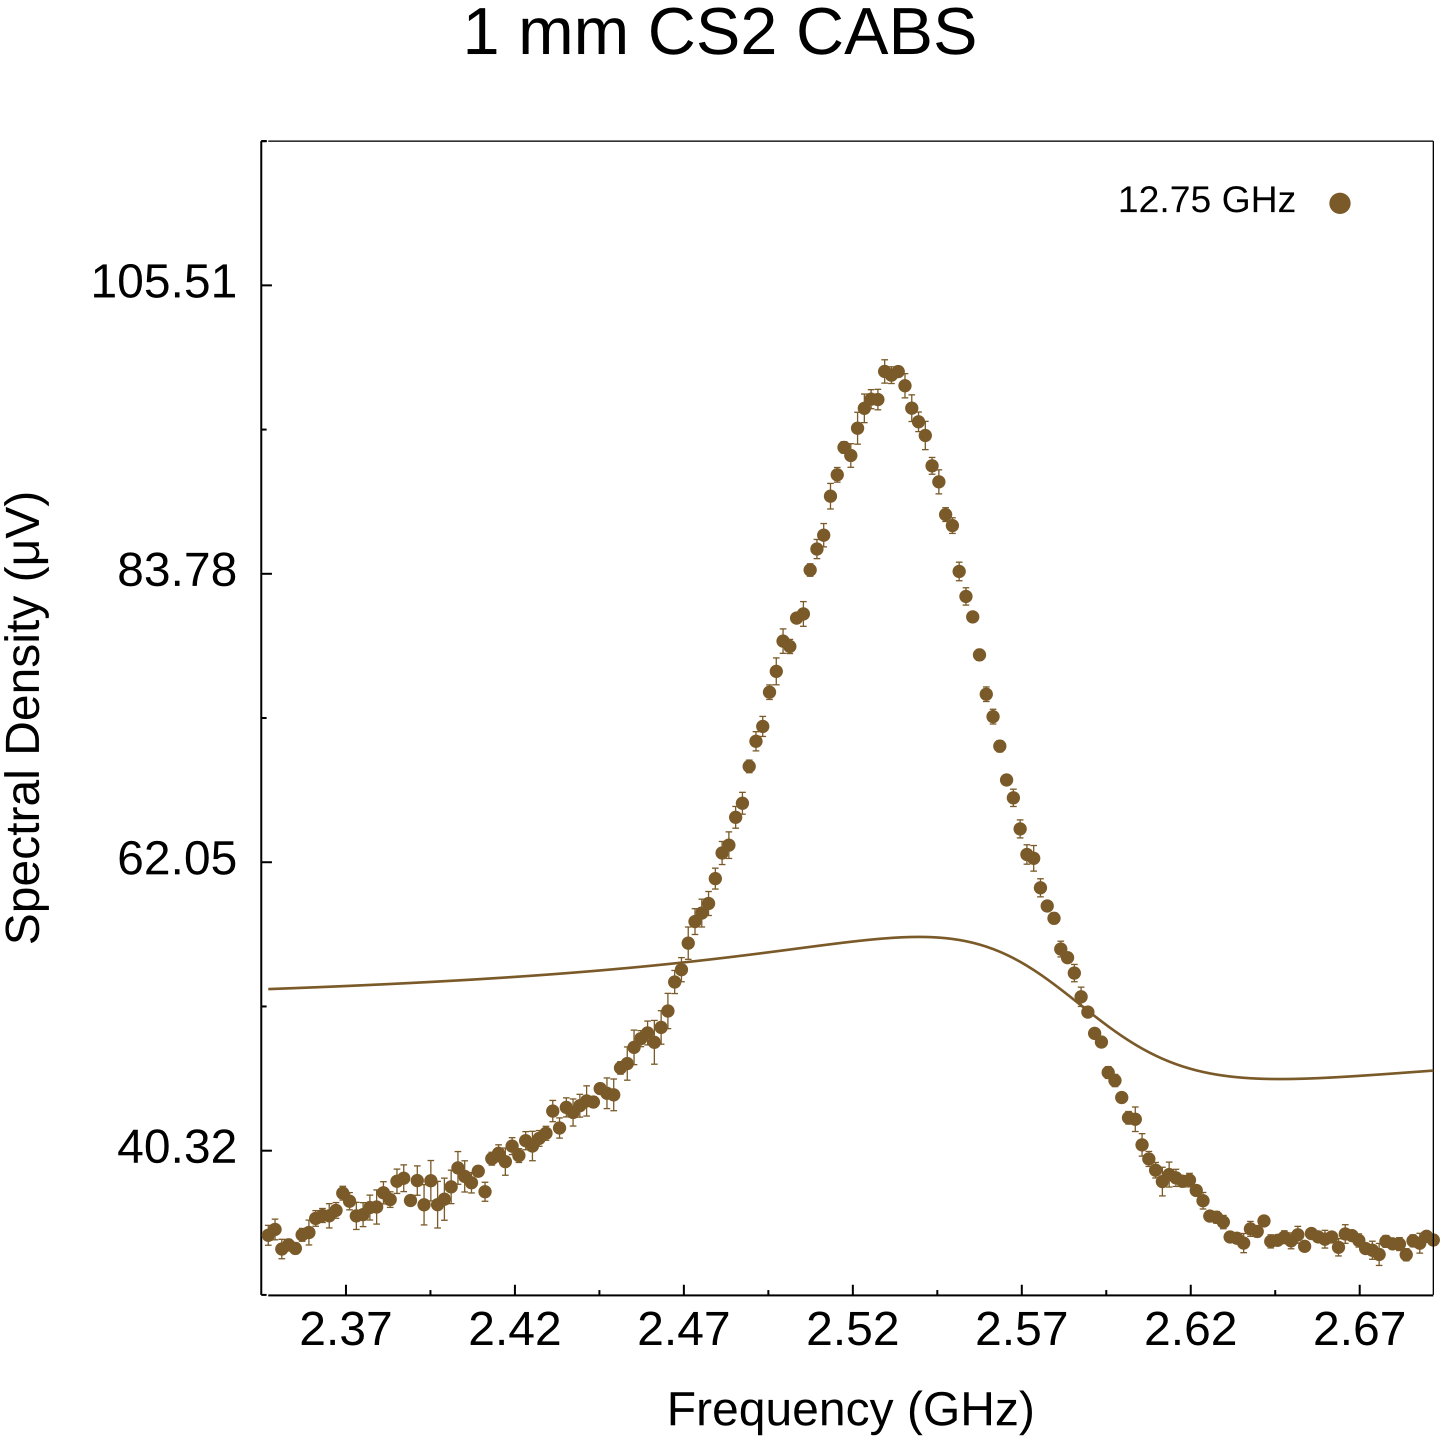 1 mm CS2 CABS
12.75 GHz
105.51
83.78
62.05
40.32
Spectral Density (μV)
2.37 2.42 2.47 2.52 2.57 2.62 2.67
Frequency (GHz)